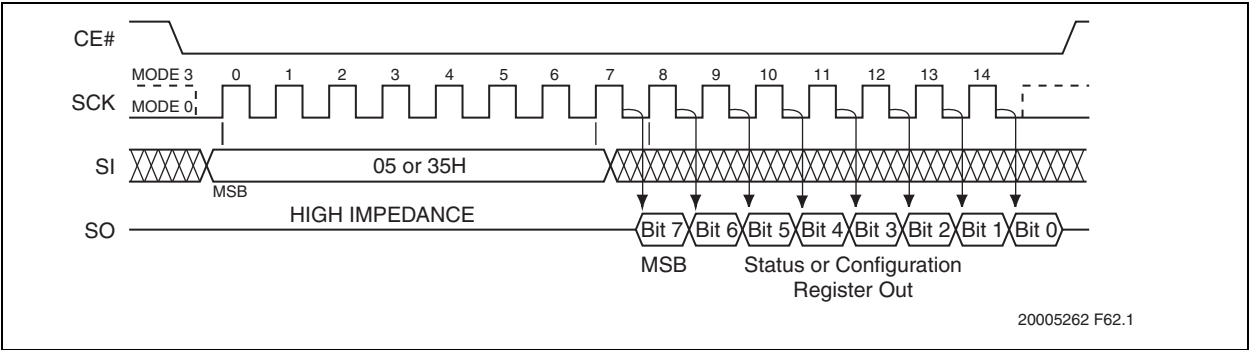 CE#
MODE 3 0 1 2 3 4 5 6 7 8 9 10 11 12 13 14
SCK MODE 0
SI 05 or 35H
MSB
HIGH IMPEDANCE
SO Bit 7 Bit 6 Bit 5 Bit 4 Bit 3 Bit 2 Bit 1 Bit 0
MSB Status or Configuration
Register Out
20005262 F62.1